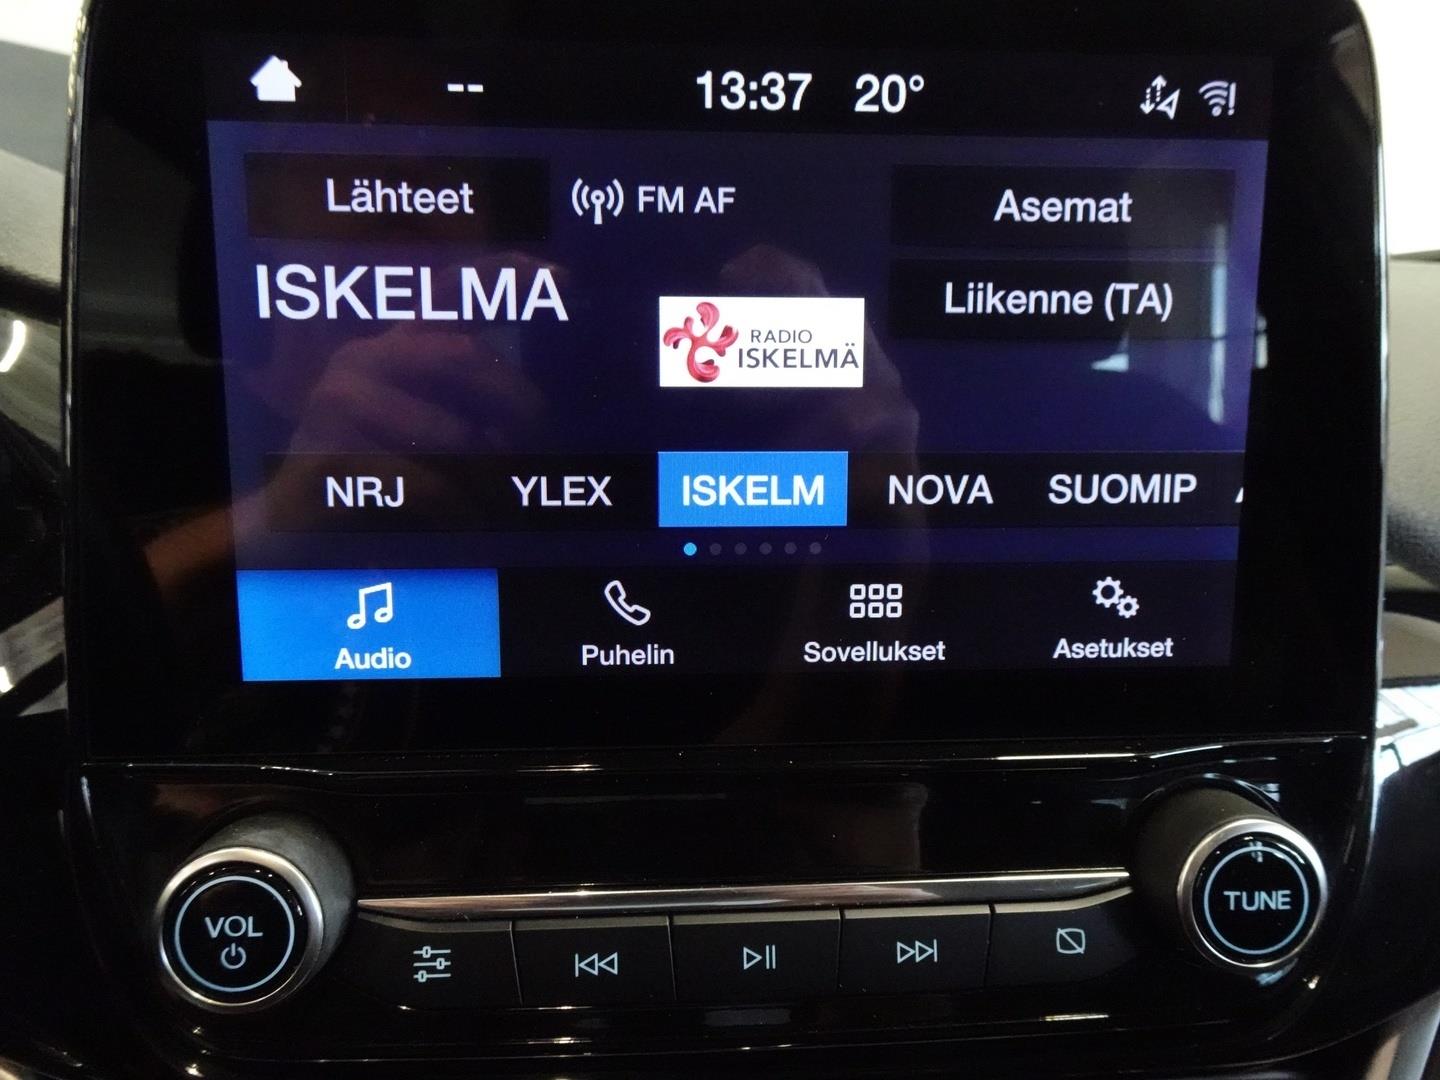 -- 13:37 20°
Lähteet FM AF Asemat
ISKELMA
Liikenne (TA)
RADIO
ISKELMÄ
NRJ YLEX ISKELM NOVA SUOMIP
Audio Puhelin Sovellukset Asetukset
VOL
TUNE